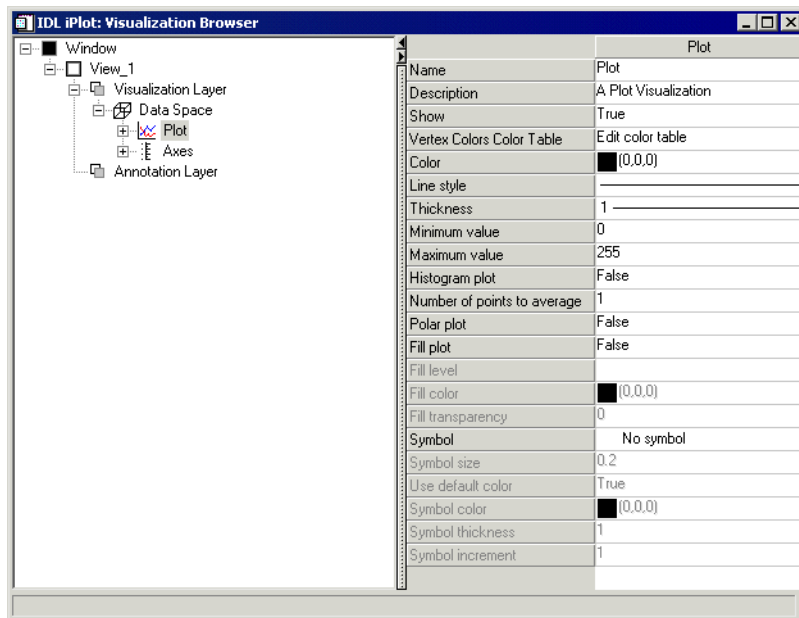 IDL iPlot: Visualization Browser
Window
View_1
Visualization Layer
Data Space
Plot
Axes
Annotation Layer
Plot
Name Plot
Description A Plot Visualization
Show True
Vertex Colors Color Table Edit color table
Color (0,0,0)
Line style
Thickness 1
Minimum value 0
Maximum value 255
Histogram plot False
Number of points to average 1
Polar plot False
Fill plot False
Fill level
Fill color (0,0,0)
Fill transparency 0
Symbol No symbol
Symbol size 0.2
Use default color True
Symbol color (0,0,0)
Symbol thickness 1
Symbol increment 1